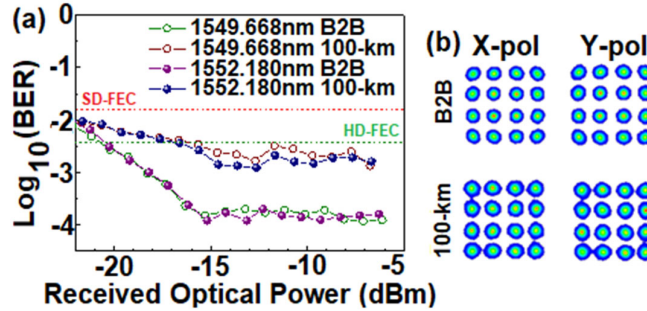 (a)
0
-1
-2
-3
-4
Log10(BER)
1549.668nm B2B
1549.668nm 100-km
1552.180nm B2B
1552.180nm 100-km
SD-FEC
HD-FEC
-20
-15
-10
-5
Received Optical Power (dBm)
(b)
X-pol
Y-pol
B2B
100-km